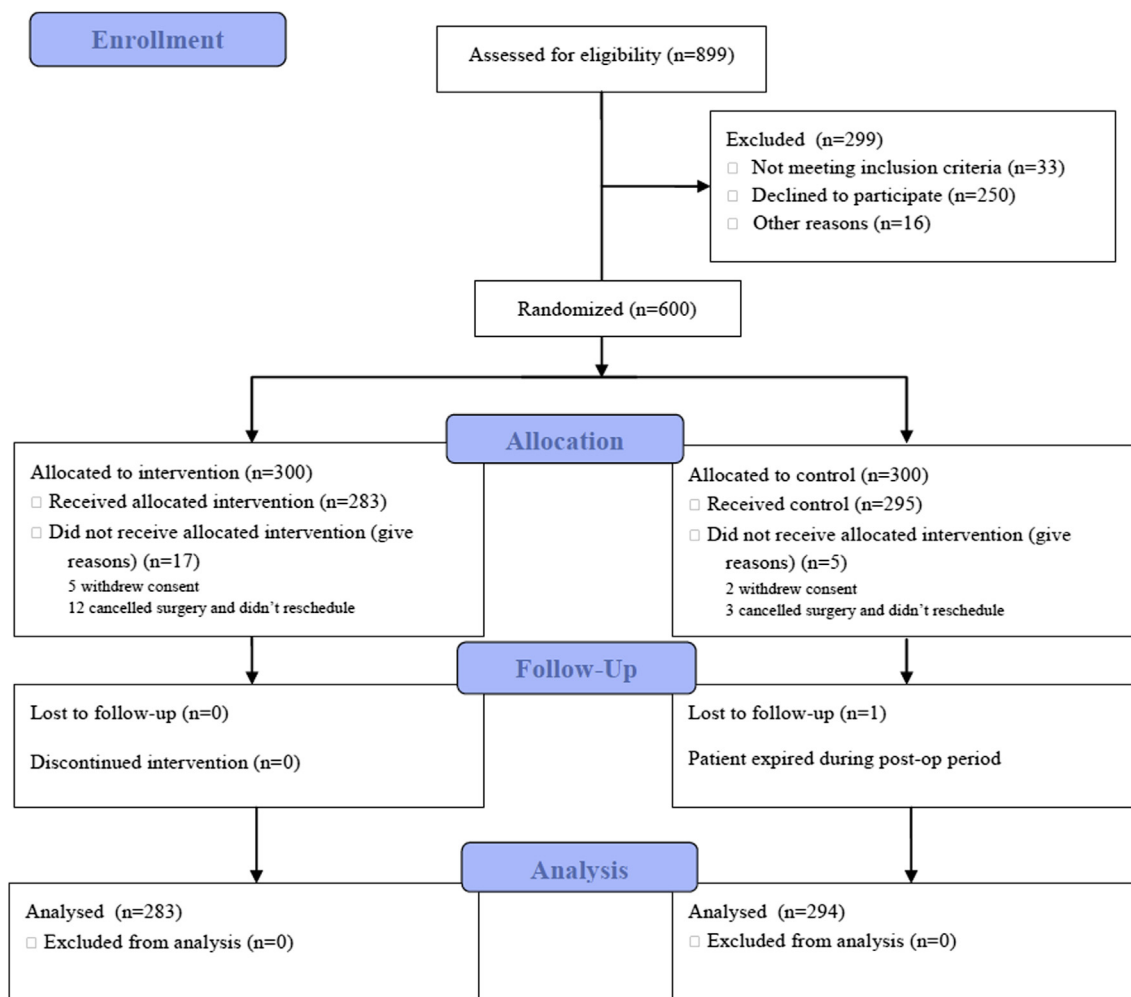 Enrollment
Assessed for eligibility (n=899)
Excluded (n=299)
Not meeting inclusion criteria (n=33)
Declined to participate (n=250)
Other reasons (n=16)
Randomized (n=600)
Allocation
Allocated to intervention (n=300)
Received allocated intervention (n=283)
Did not receive allocated intervention (give
reasons) (n=17)
5 withdrew consent
12 cancelled surgery and didn't reschedule
Allocated to control (n=300)
Received control (n=295)
Did not receive allocated intervention (give
reasons) (n=5)
2 withdrew consent
3 cancelled surgery and didn't reschedule
Follow-Up
Lost to follow-up (n=0)
Discontinued intervention (n=0)
Lost to follow-up (n=1)
Patient expired during post-op period
Analysis
Analysed (n=283)
Excluded from analysis (n=0)
Analysed (n=294)
Excluded from analysis (n=0)